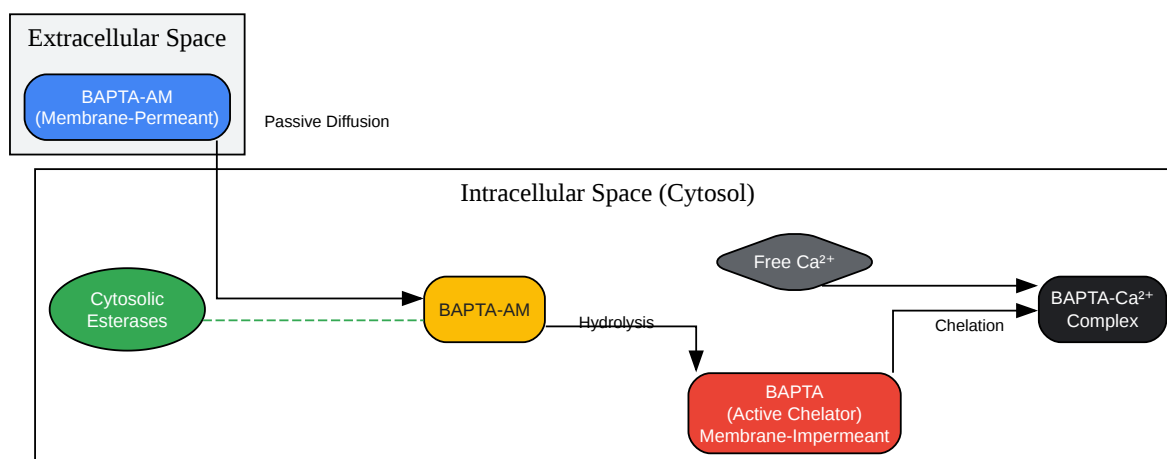 Extracellular Space
BAPTA-AM
(Membrane-Permeant)
Passive Diffusion
Intracellular Space (Cytosol)
Free Ca²⁺
Cytosolic
Esterases
BAPTA-AM
Hydrolysis
BAPTA-Ca²⁺
Complex
Chelation
BAPTA
(Active Chelator)
Membrane-Impermeant